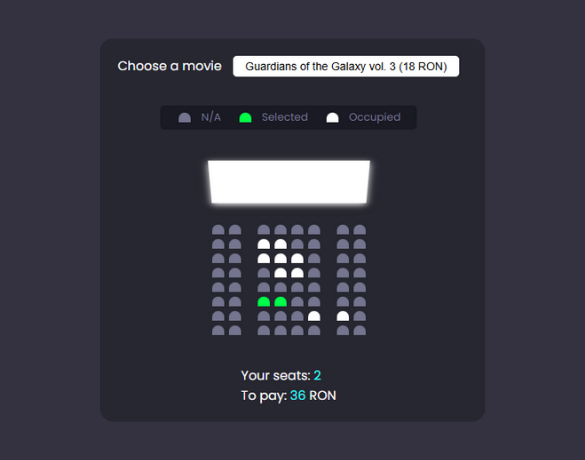 Choose a movie Guardians of the Galaxy vol. 3 (18 RON)
N/A Selected Occupied
Your seats: 2
To pay: 36 RON